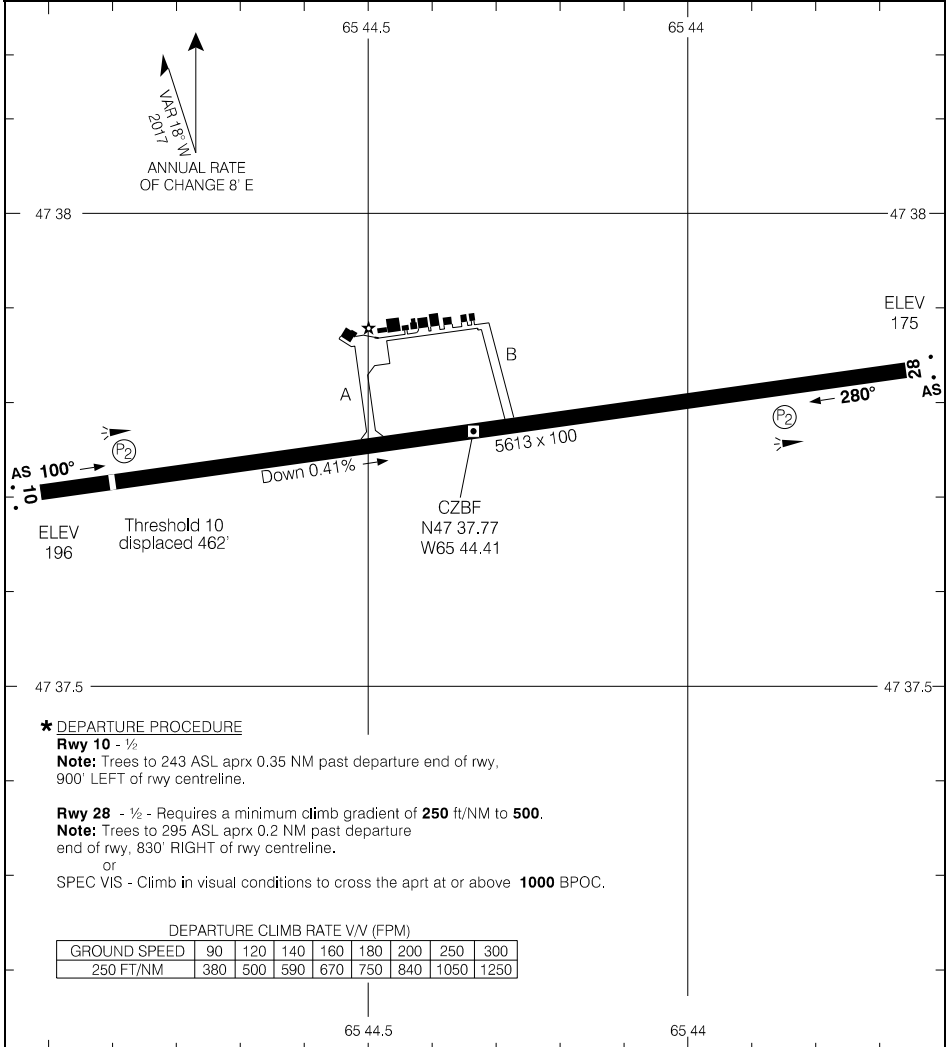 65 44.5
65 44
VAR 18° W
2017
ANNUAL RATE
OF CHANGE 8' E
47 38
47 38
ELEV
175
A
B
28
AS
280°
P2
5613 x 100
P2
AS 100°
10
Down 0.41%
ELEV
196
Threshold 10
displaced 462'
CZBF
N47 37.77
W65 44.41
47 37.5
47 37.5
* DEPARTURE PROCEDURE
Rwy 10 - ½
Note: Trees to 243 ASL aprx 0.35 NM past departure end of rwy,
900' LEFT of rwy centreline.
Rwy 28 - ½ - Requires a minimum climb gradient of 250 ft/NM to 500.
Note: Trees to 295 ASL aprx 0.2 NM past departure
end of rwy, 830' RIGHT of rwy centreline.
or
SPEC VIS - Climb in visual conditions to cross the aprt at or above 1000 BPOC.
DEPARTURE CLIMB RATE V/V (FPM)
GROUND SPEED 90 120 140 160 180 200 250 300
250 FT/NM 380 500 590 670 750 840 1050 1250
65 44.5
65 44